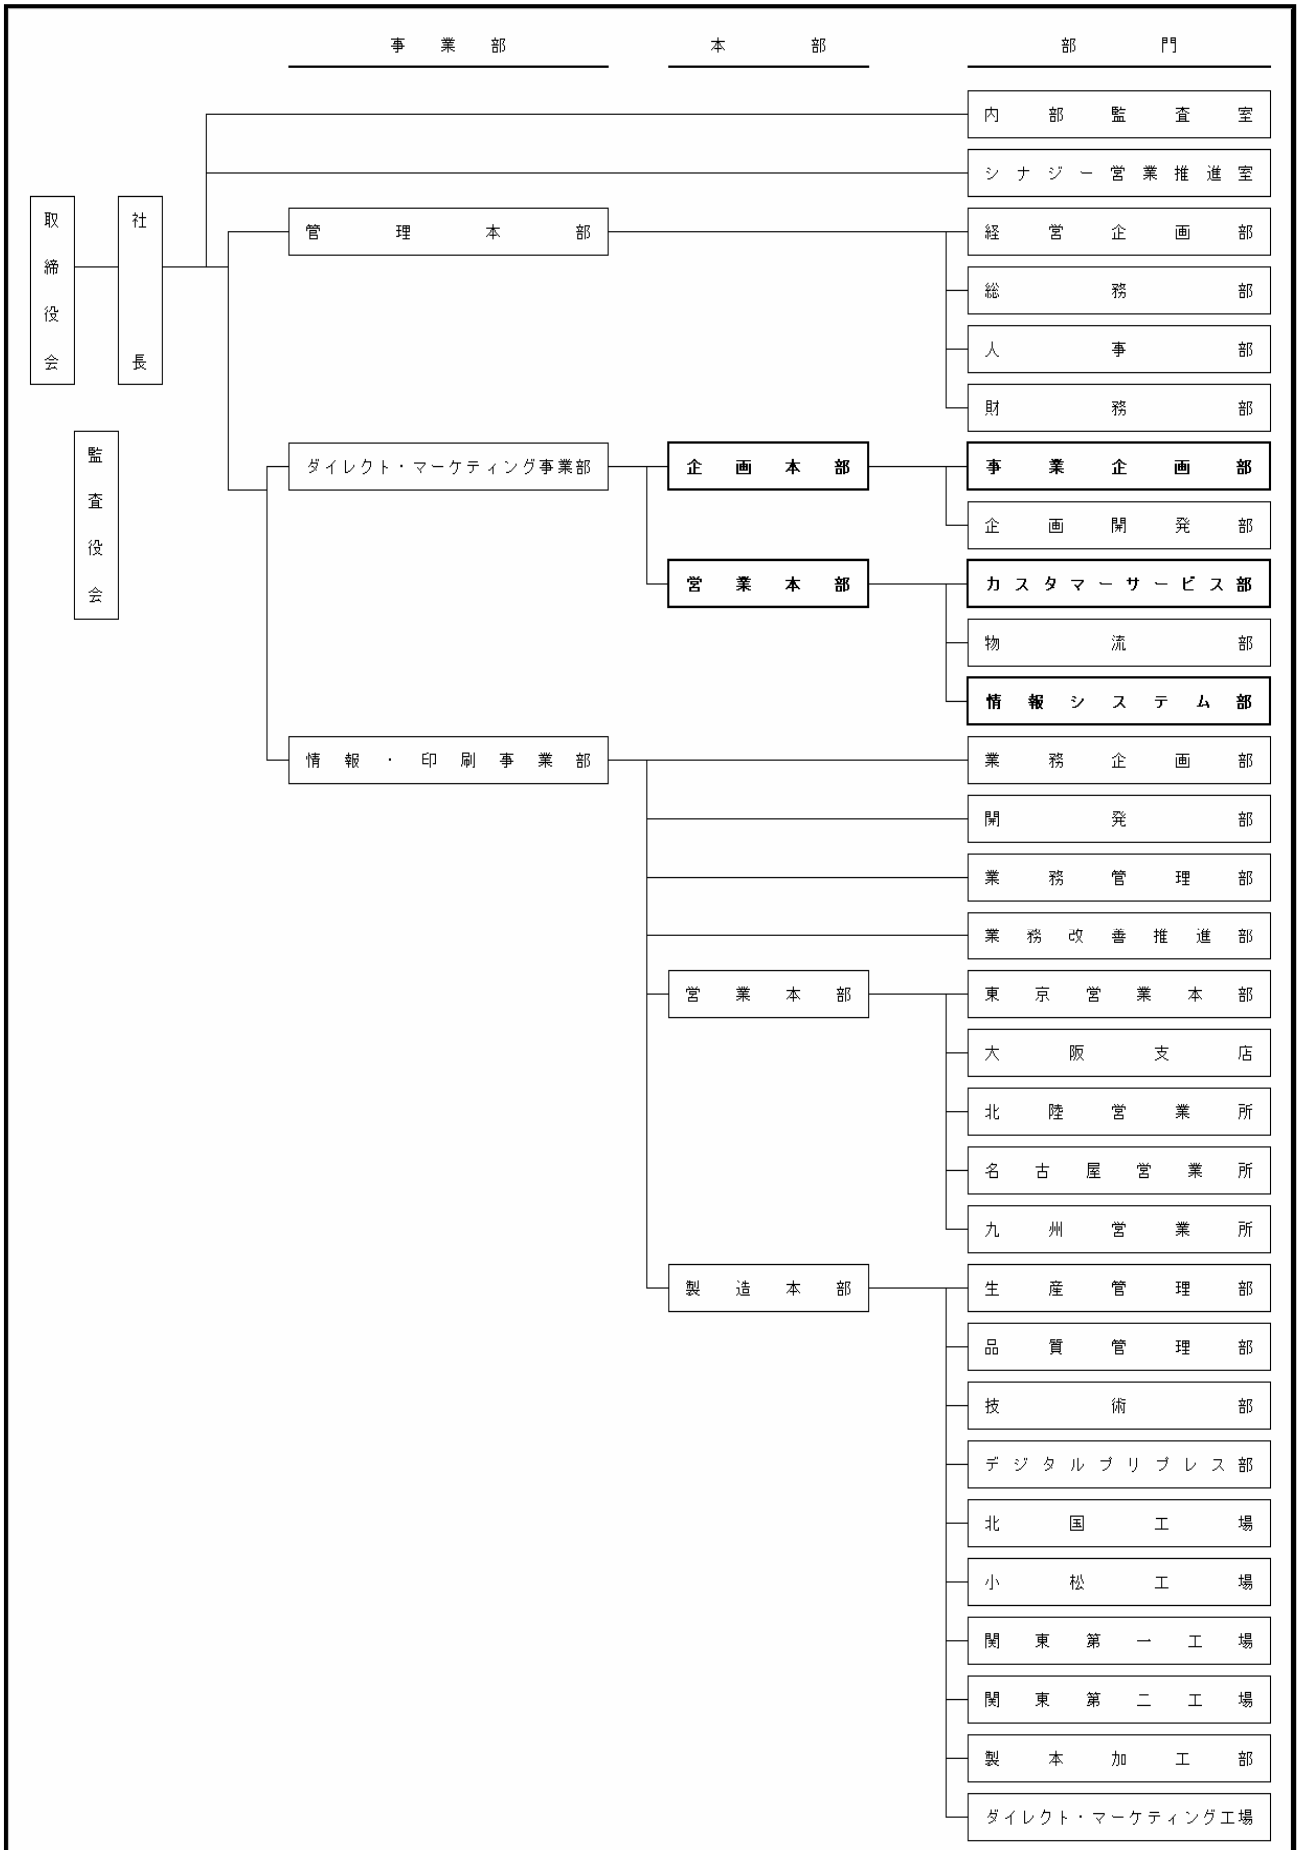 事業部 本部 部門
内部監査室
シナジー営業推進室
取締役会
社長
管理本部 経営企画部
総務部
人事部
財務部
監査役会
ダイレクト・マーケティング事業部 企画本部 事業企画部
企画開発部
営業本部 カスタマーサービス部
物流部
情報システム部
情報・印刷事業部 業務企画部
開発部
業務管理部
業務改善推進部
営業本部 東京営業本部
大阪支店
北陸営業所
名古屋営業所
九州営業所
製造本部 生産管理部
品質管理部
技術部
デジタルプリプレス部
北国工場
小松工場
関東第一工場
関東第二工場
製本加工部
ダイレクト・マーケティング工場